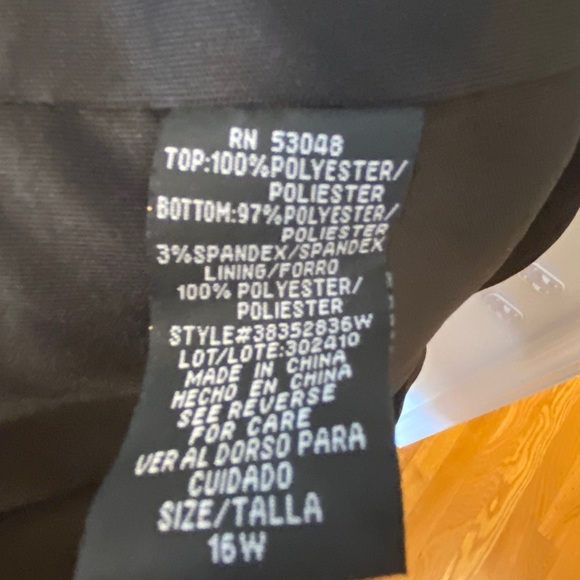 RN 53048
TOP:100%POLYESTER/
POLIESTER
BOTTOM:97%POLYESTER/
POLIESTER
3%SPANDEX/SPANDEX
LINING/FORRO
100% POLYESTER/
POLIESTER
STYLE#38352836W
LOT/LOTE:302410
MADE IN CHINA
HECHO EN CHINA
SEE REVERSE
FOR CARE
VER AL DORSO PARA
CUIDADO
SIZE/TALLA
16W